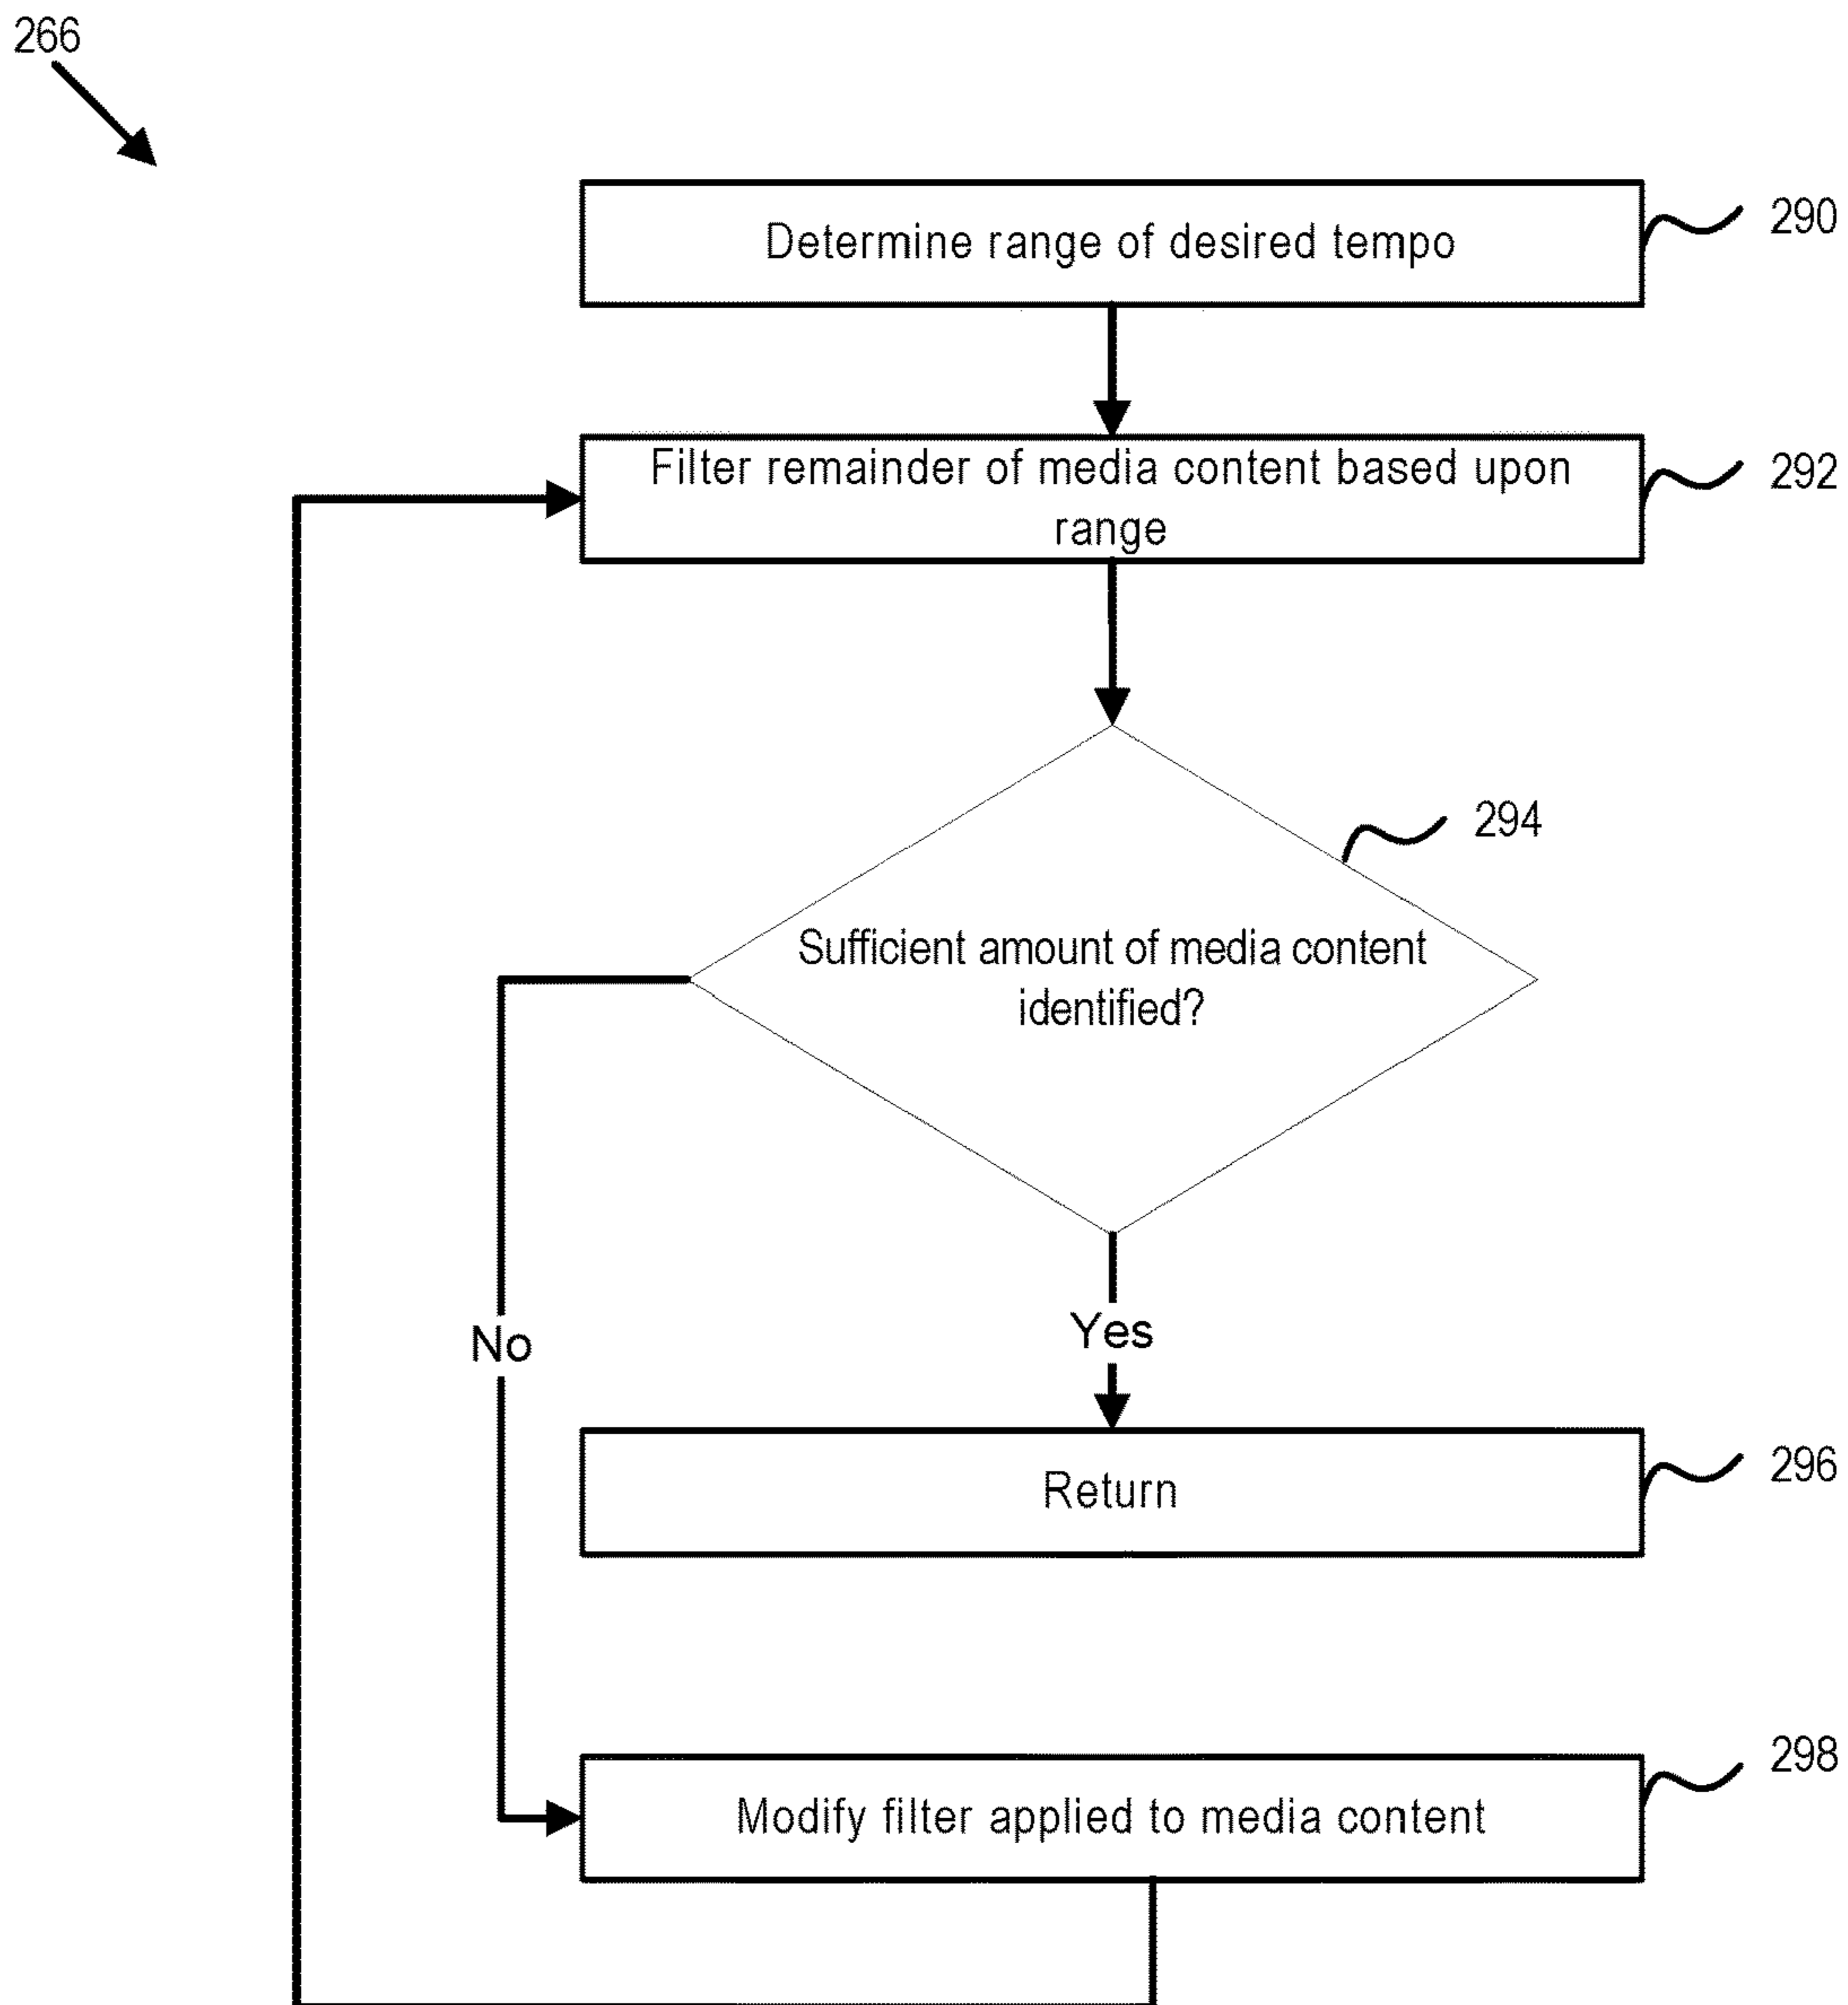 266
Determine range of desired tempo
290
Filter remainder of media content based upon
range
292
294
Sufficient amount of media content
identified?
No
Yes
Return
296
Modify filter applied to media content
298